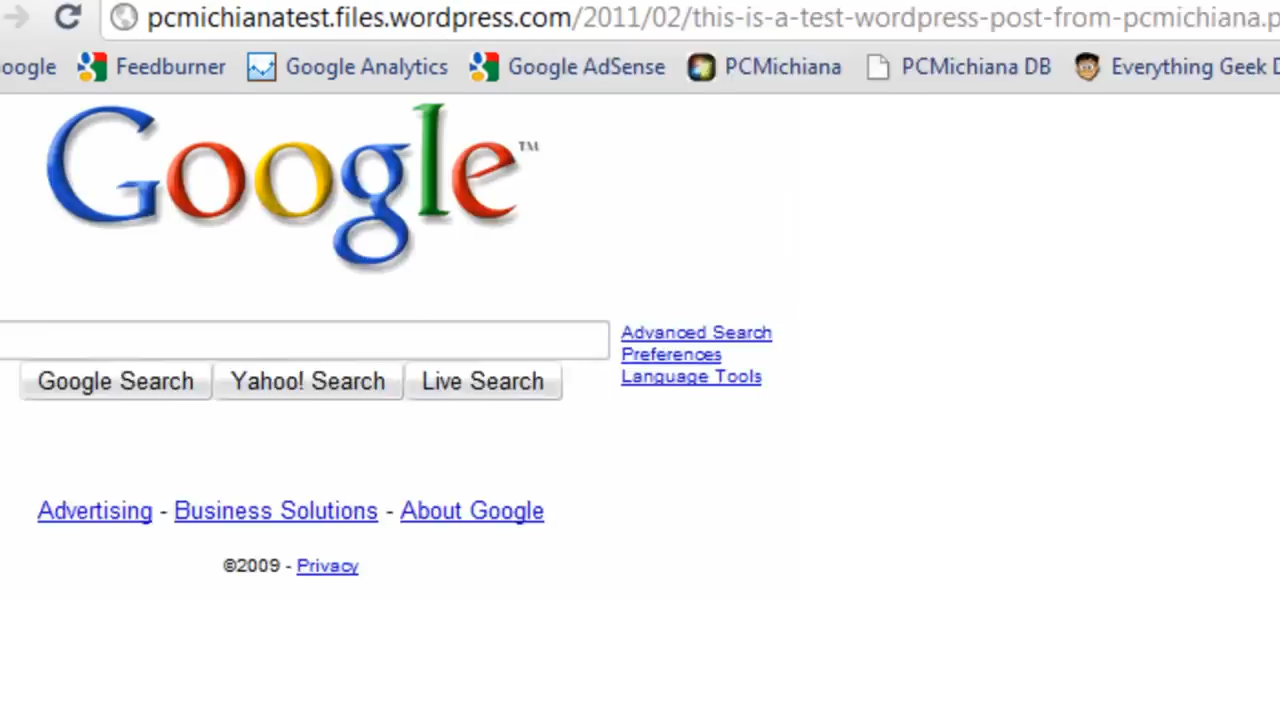 pcmichianatest.files.wordpress.com/2011/02/this-is-a-test-wordpress-post-from-pcmichiana.p
oogle Feedburner Google Analytics Google AdSense PCMichiana PCMichiana DB Everything Geek D
Google™
Advanced Search
Preferences
Language Tools
Google Search Yahoo! Search Live Search
Advertising - Business Solutions - About Google
©2009 - Privacy